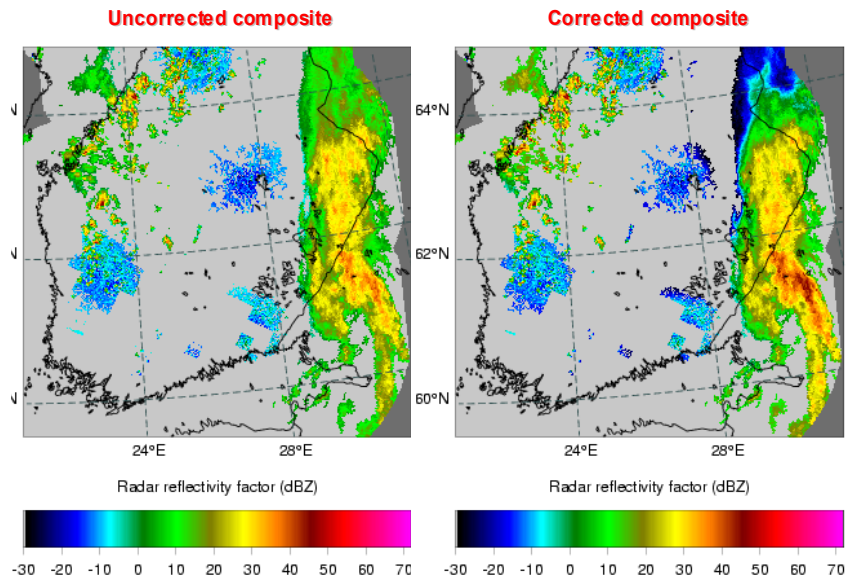 Uncorrected composite
Corrected composite
N
64°N
N
62°N
N
60°N
24°E 28°E
24°E 28°E
Radar reflectivity factor (dBZ)
Radar reflectivity factor (dBZ)
-30 -20 -10 0 10 20 30 40 50 60 70
-30 -20 -10 0 10 20 30 40 50 60 70